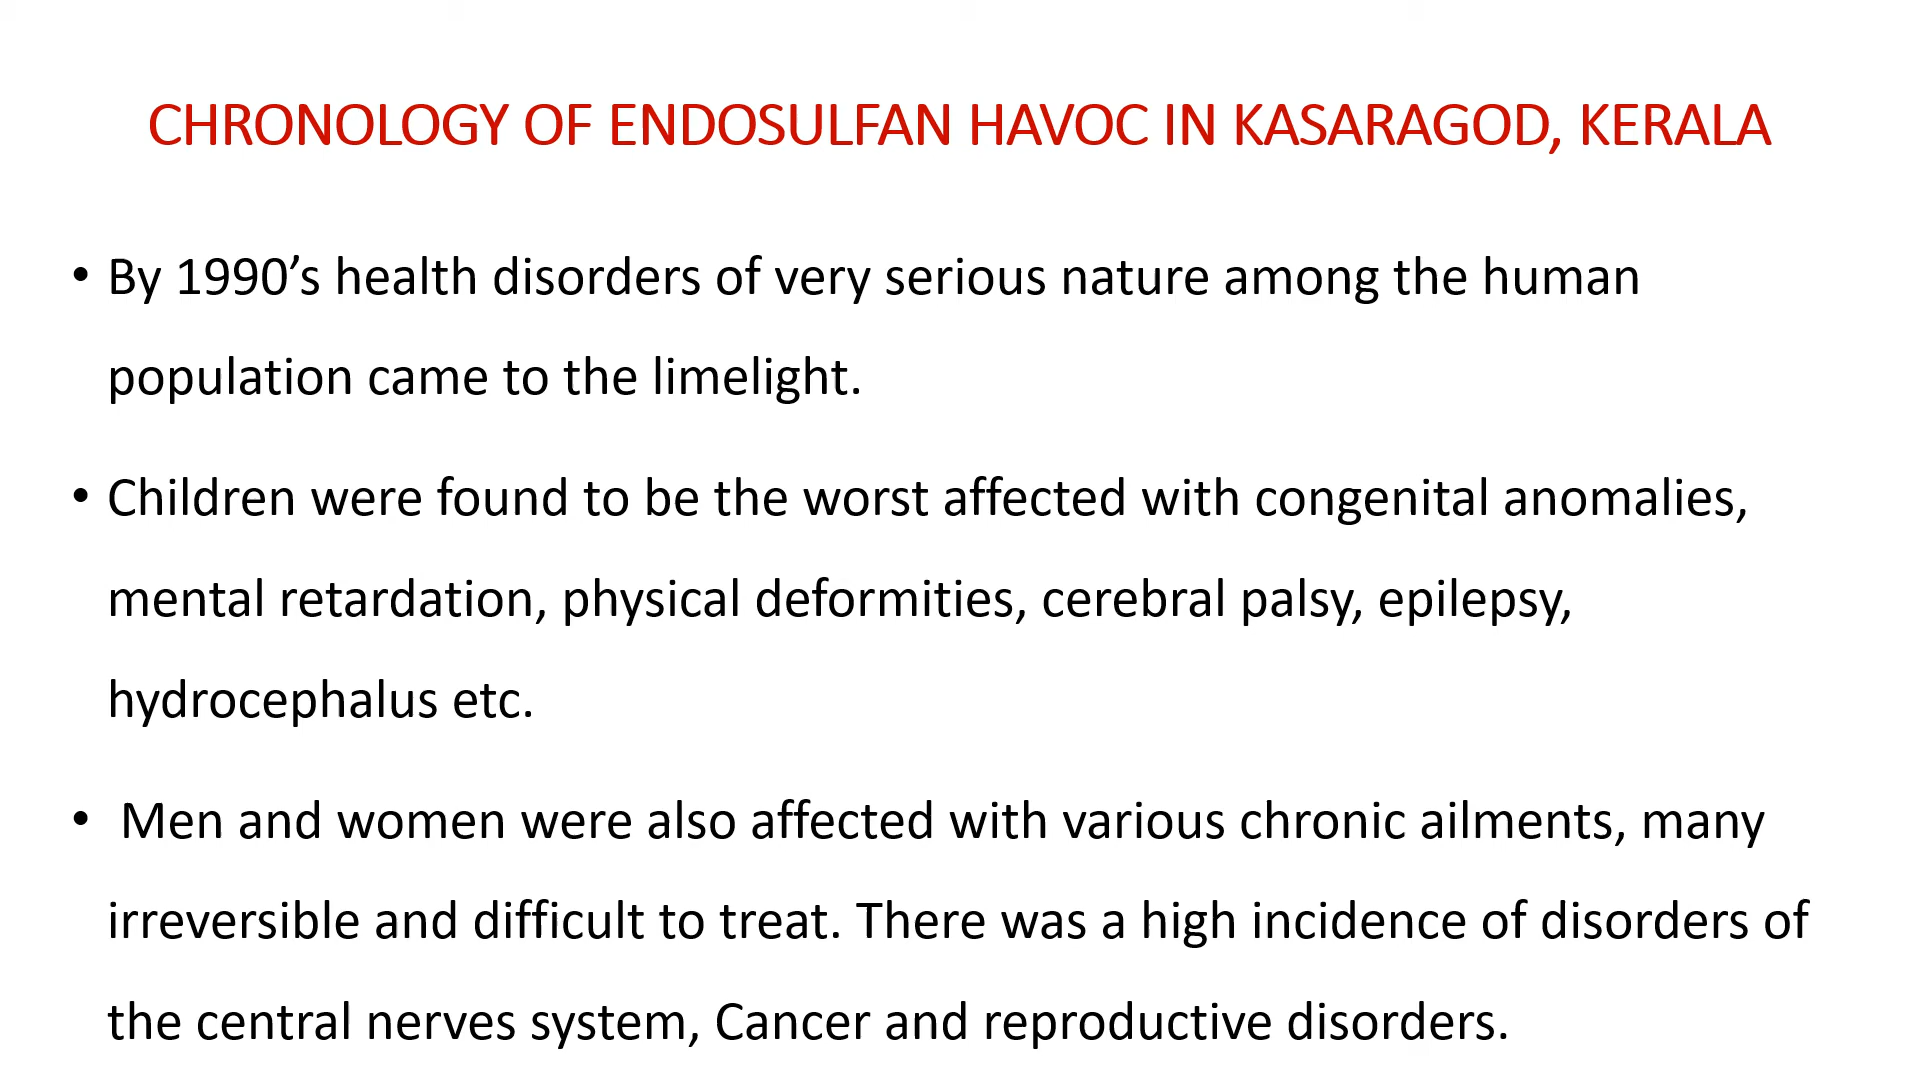 CHRONOLOGY OF ENDOSULFAN HAVOC IN KASARAGOD, KERALA
• By 1990’s health disorders of very serious nature among the human
population came to the limelight.
• Children were found to be the worst affected with congenital anomalies,
mental retardation, physical deformities, cerebral palsy, epilepsy,
hydrocephalus etc.
• Men and women were also affected with various chronic ailments, many
irreversible and difficult to treat. There was a high incidence of disorders of
the central nerves system, Cancer and reproductive disorders.